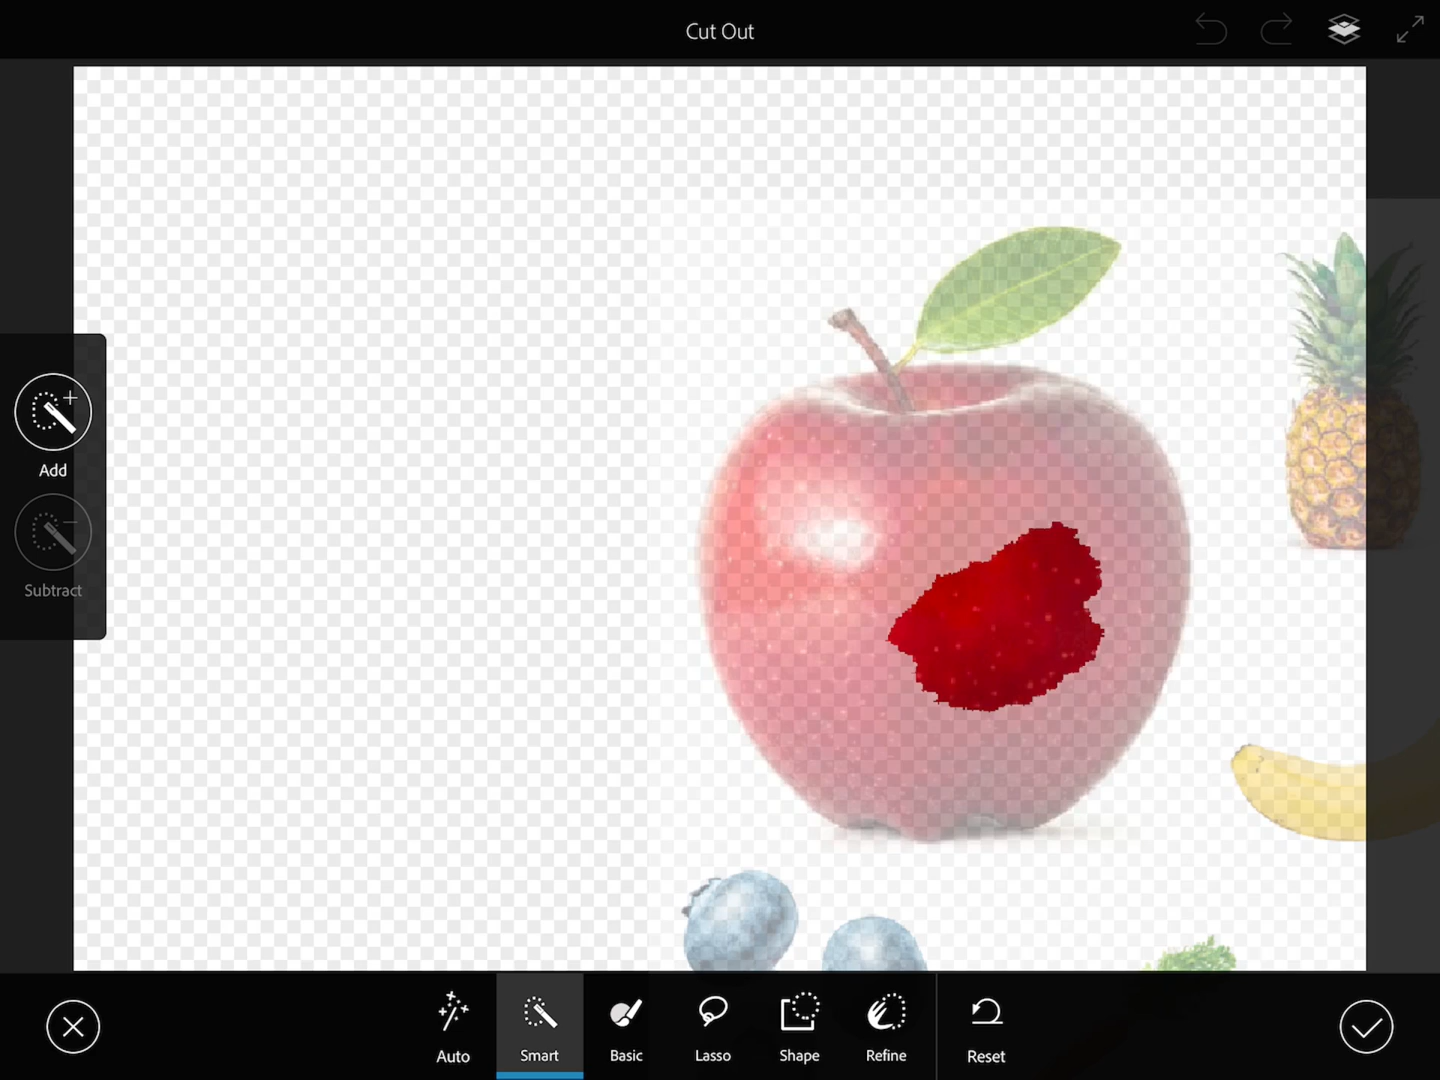 Cut Out
Add
Subtract
Auto
Smart
Basic
Lasso
Shape
Refine
Reset